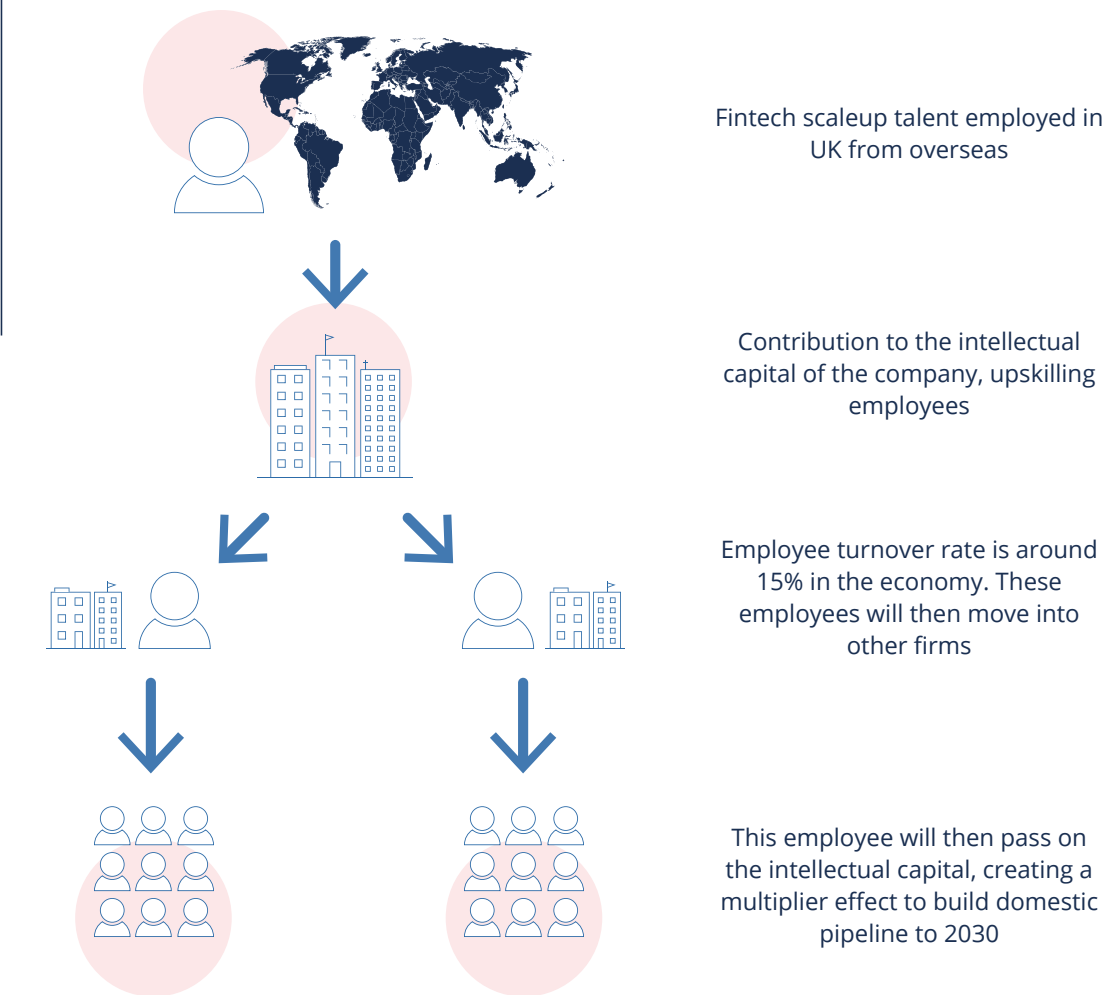 Fintech scaleup talent employed in
UK from overseas
Contribution to the intellectual
capital of the company, upskilling
employees
Employee turnover rate is around
15% in the economy. These
employees will then move into
other firms
This employee will then pass on
the intellectual capital, creating a
multiplier effect to build domestic
pipeline to 2030